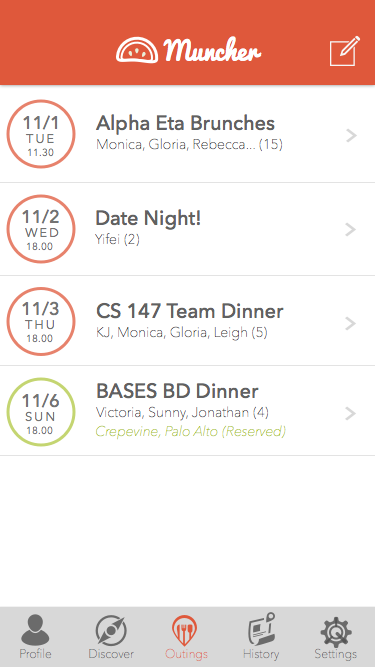 Muncher
11/1
TUE
11.30
Alpha Eta Brunches
Monica, Gloria, Rebecca... (15)
11/2
WED
18.00
Date Night!
Yifei (2)
11/3
THU
18.00
CS 147 Team Dinner
KJ, Monica, Gloria, Leigh (5)
11/6
SUN
18.00
BASES BD Dinner
Victoria, Sunny, Jonathan (4)
Crepevine, Palo Alto (Reserved)
Profile Discover Outings History Settings